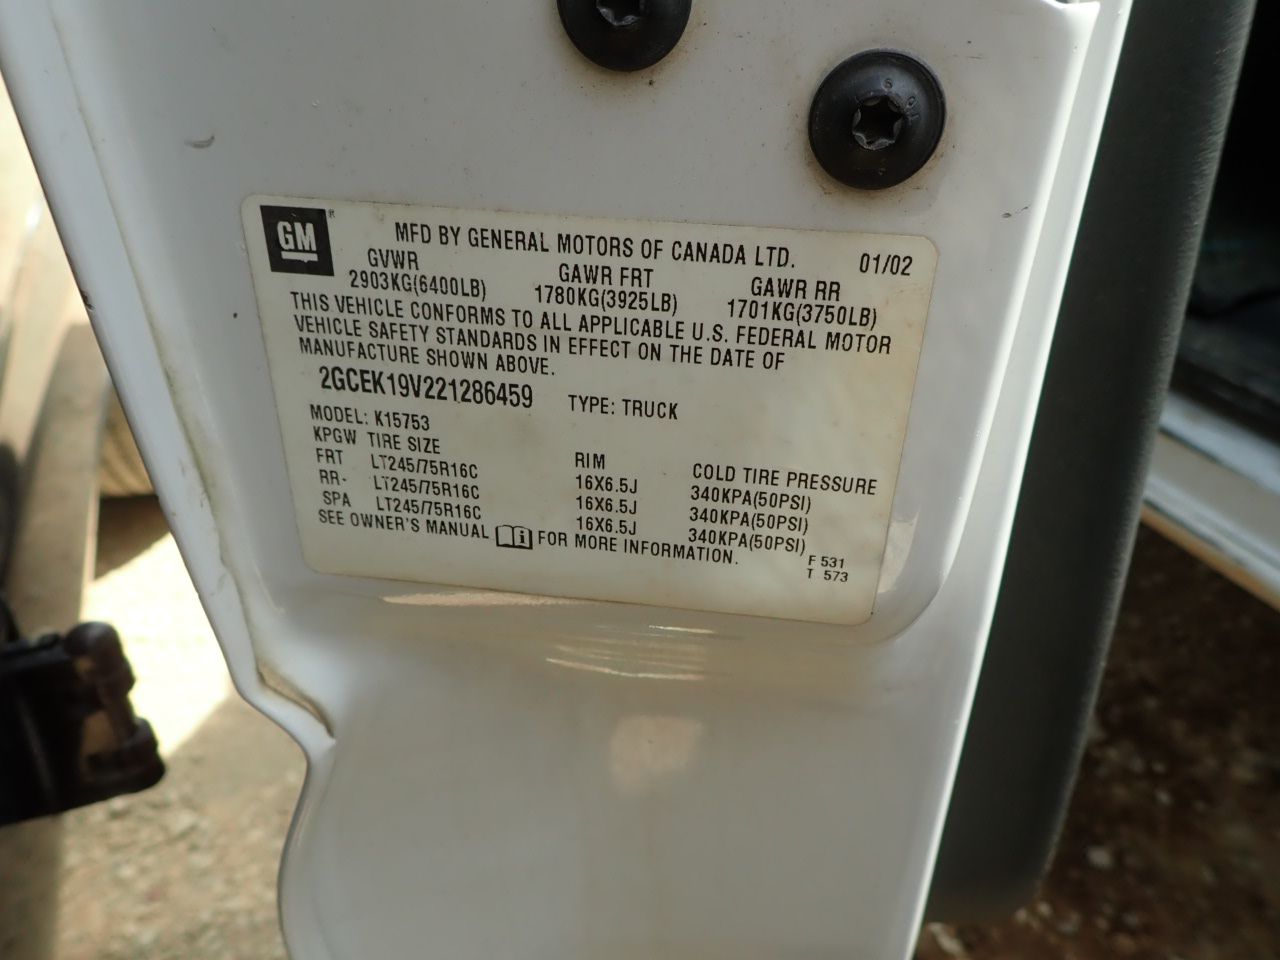 GM
MFD BY GENERAL MOTORS OF CANADA LTD. 01/02
GVWR GAWR FRT GAWR RR
2903KG(6400LB) 1780KG(3925LB) 1701KG(3750LB)
THIS VEHICLE CONFORMS TO ALL APPLICABLE U.S. FEDERAL MOTOR
VEHICLE SAFETY STANDARDS IN EFFECT ON THE DATE OF
MANUFACTURE SHOWN ABOVE.
2GCEK19V221286459 TYPE: TRUCK
MODEL: K15753
KPGW TIRE SIZE RIM COLD TIRE PRESSURE
FRT LT245/75R16C 16X6.5J 340KPA(50PSI)
RR- LT245/75R16C 16X6.5J 340KPA(50PSI)
SPA LT245/75R16C 16X6.5J 340KPA(50PSI)
SEE OWNER'S MANUAL FOR MORE INFORMATION.
F 531
T 573